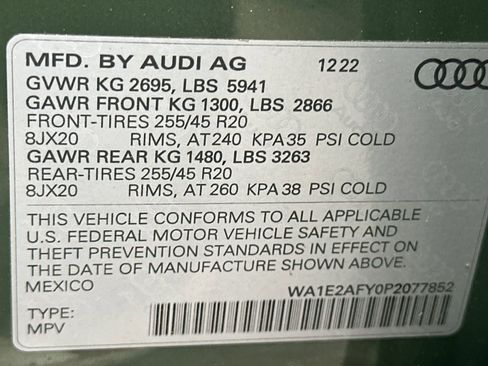 MFD. BY AUDI AG 12 22
GVWR KG 2695, LBS 5941
GAWR FRONT KG 1300, LBS 2866
FRONT-TIRES 255/45 R20
8JX20 RIMS, AT 240 KPA 35 PSI COLD
GAWR REAR KG 1480, LBS 3263
REAR-TIRES 255/45 R20
8JX20 RIMS, AT 260 KPA 38 PSI COLD
THIS VEHICLE CONFORMS TO ALL APPLICABLE
U.S. FEDERAL MOTOR VEHICLE SAFETY AND
THEFT PREVENTION STANDARDS IN EFFECT ON
THE DATE OF MANUFACTURE SHOWN ABOVE.
MEXICO WA1E2AFY0P2077852
TYPE:
MPV